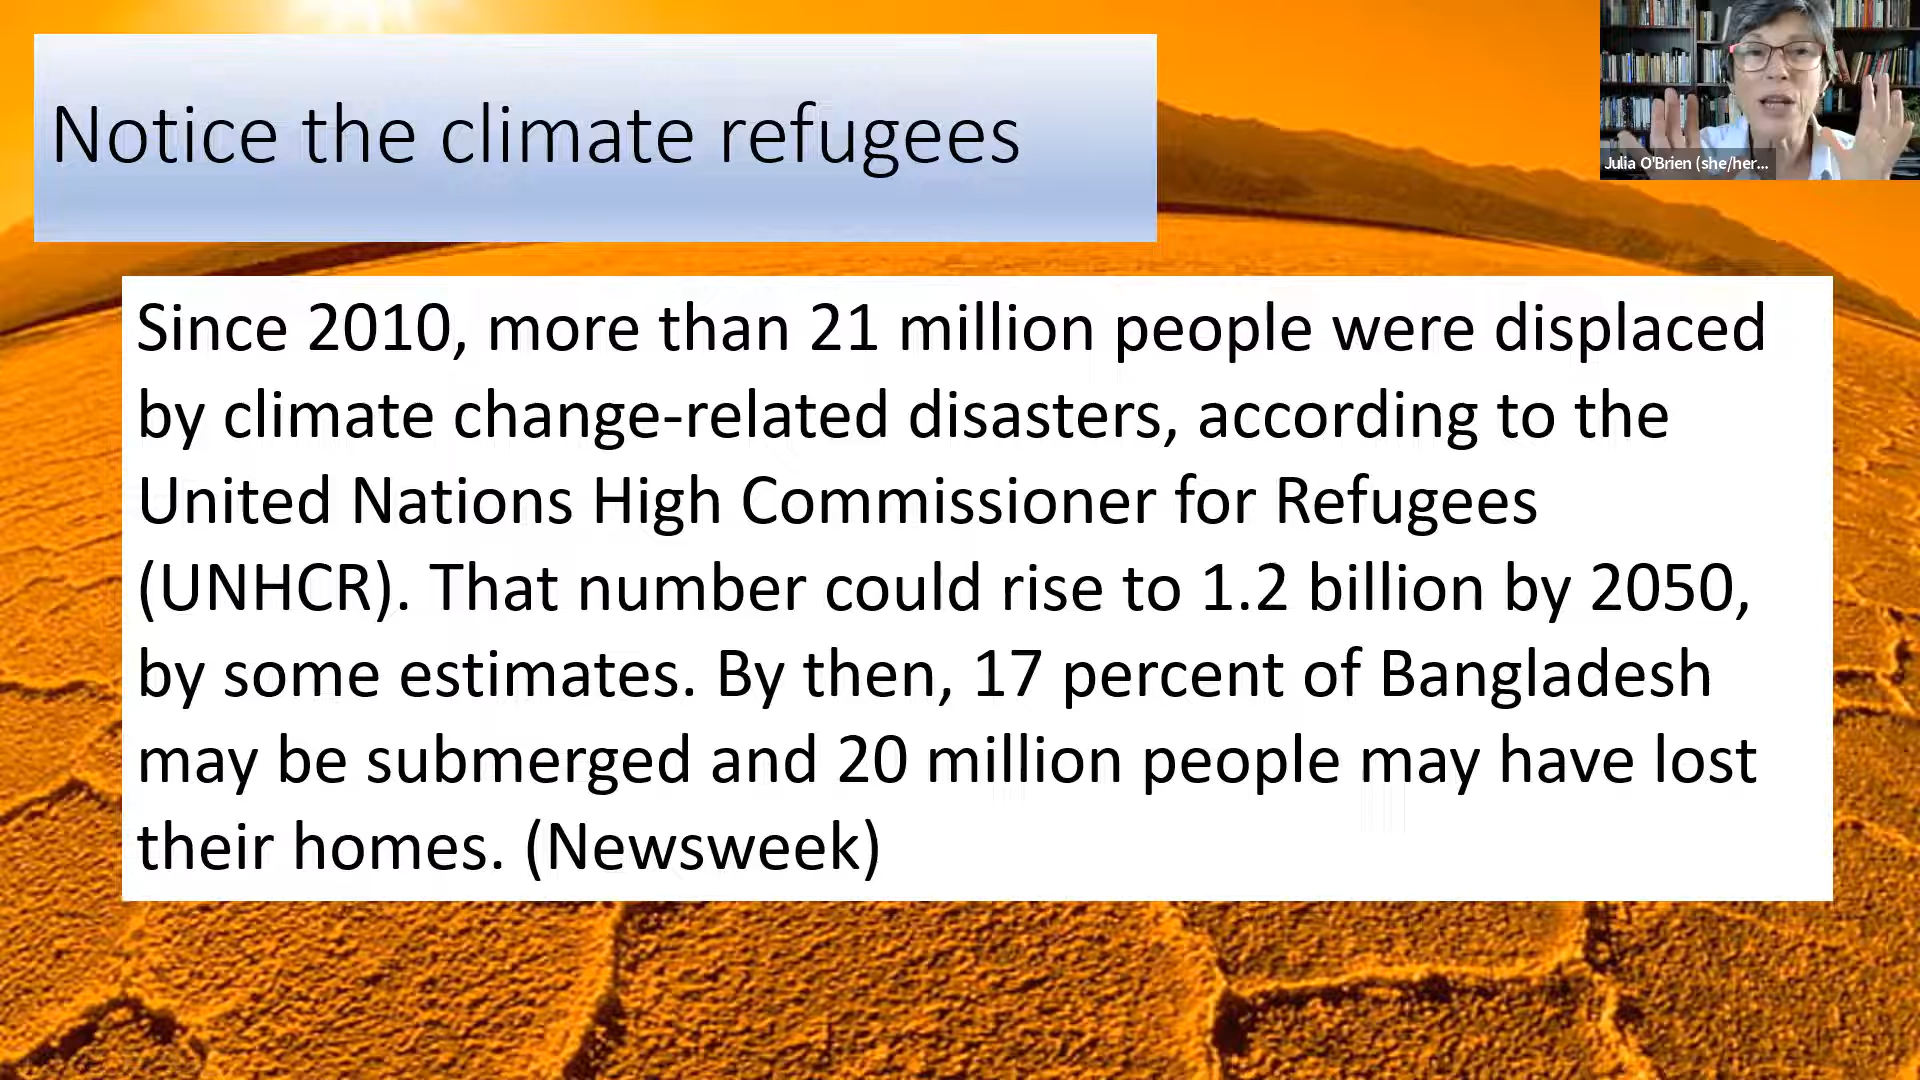 Notice the climate refugees
Julia O'Brien (she/her...
Since 2010, more than 21 million people were displaced
by climate change-related disasters, according to the
United Nations High Commissioner for Refugees
(UNHCR). That number could rise to 1.2 billion by 2050,
by some estimates. By then, 17 percent of Bangladesh
may be submerged and 20 million people may have lost
their homes. (Newsweek)